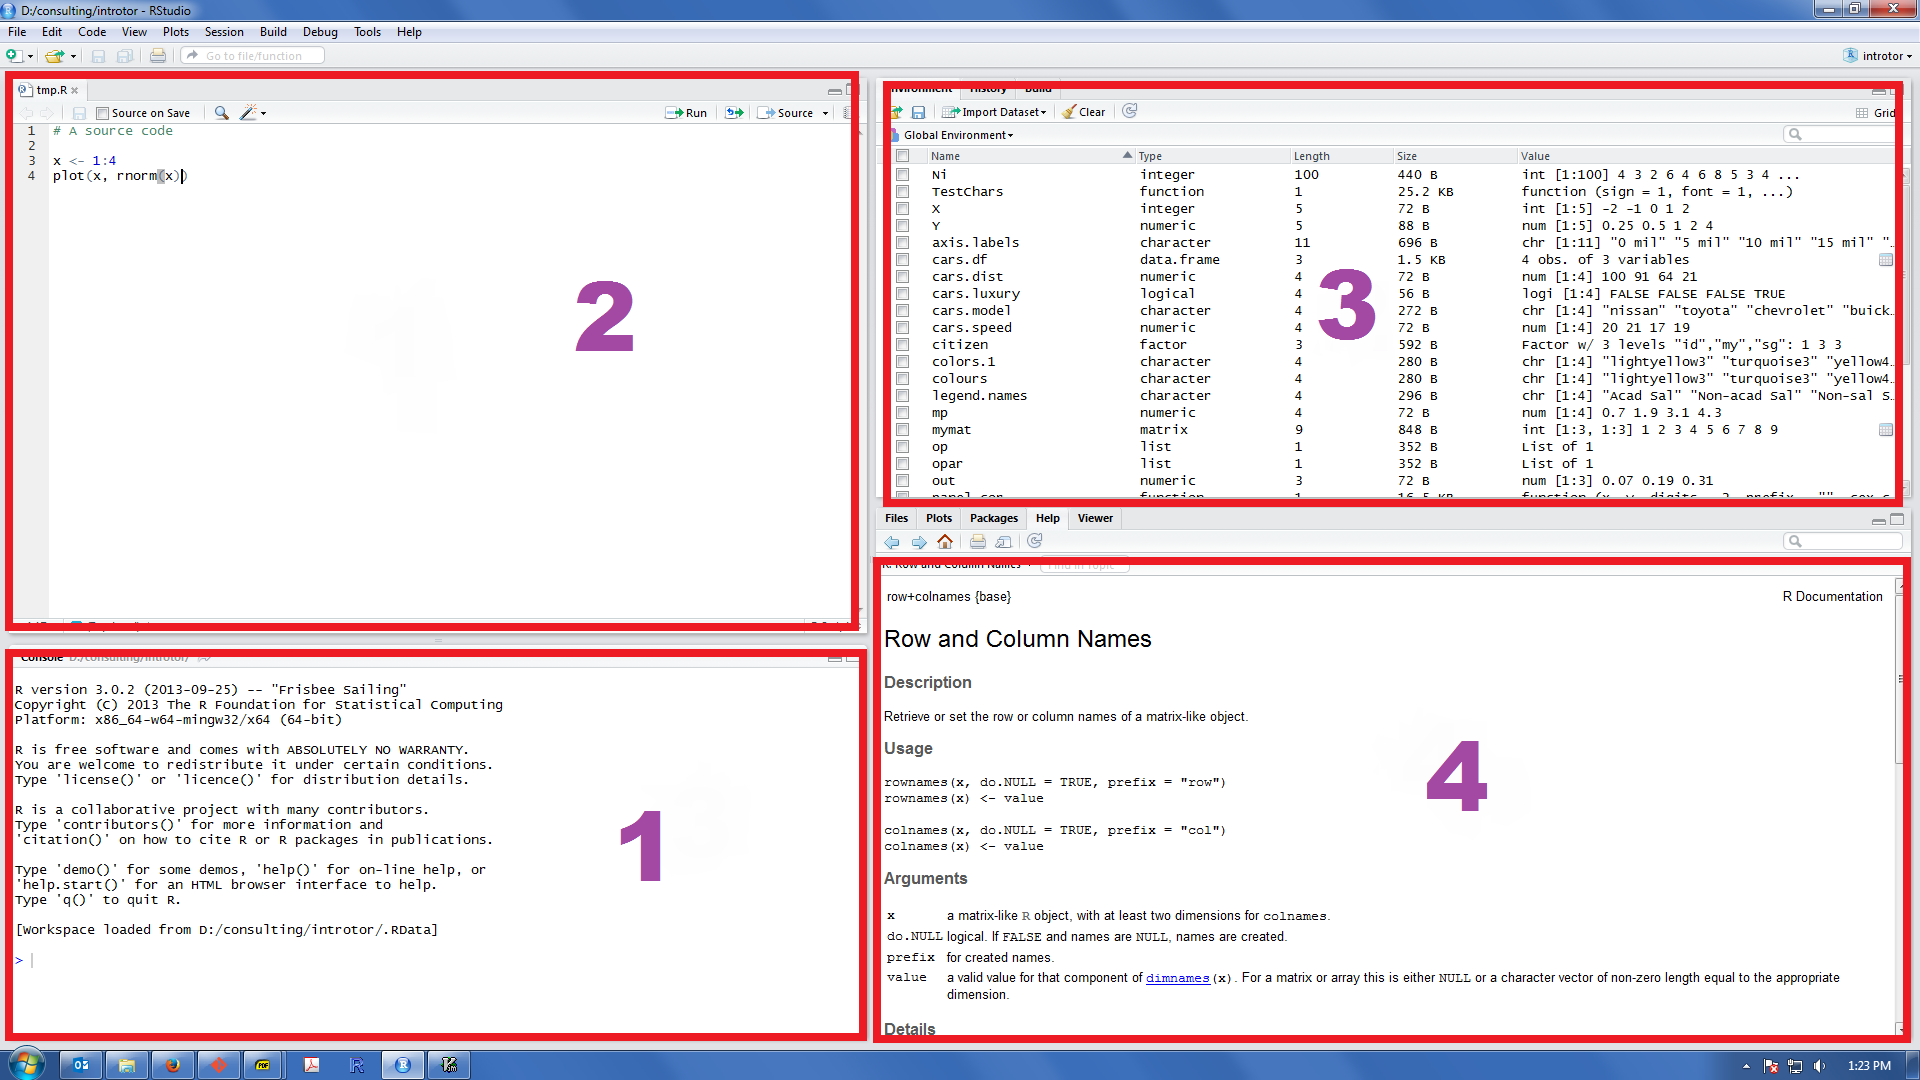 D:/consulting/introtor - RStudio
File Edit Code View Plots Session Build Debug Tools Help
Go to file/function
introtor
tmp.R
Source on Save
Run
Source
1 # A source code
2
3 x <- 1:4
4 plot(x, rnorm(x))
2
Console D:/consulting/introtor/
R version 3.0.2 (2013-09-25) -- "Frisbee Sailing"
Copyright (C) 2013 The R Foundation for Statistical Computing
Platform: x86_64-w64-mingw32/x64 (64-bit)
R is free software and comes with ABSOLUTELY NO WARRANTY.
You are welcome to redistribute it under certain conditions.
Type 'license()' or 'licence()' for distribution details.
R is a collaborative project with many contributors.
Type 'contributors()' for more information and
'citation()' on how to cite R or R packages in publications.
Type 'demo()' for some demos, 'help()' for on-line help, or
'help.start()' for an HTML browser interface to help.
Type 'q()' to quit R.
[Workspace loaded from D:/consulting/introtor/.RData]
>
1
History Build
Import Dataset Clear Grid
Global Environment
Name Type Length Size Value
Ni integer 100 440 B int [1:100] 4 3 2 6 4 6 8 5 3 4 ...
TestChars function 1 25.2 KB function (sign = 1, font = 1, ...)
X integer 5 72 B int [1:5] -2 -1 0 1 2
Y numeric 5 88 B num [1:5] 0.25 0.5 1 2 4
axis.labels character 11 696 B chr [1:11] "0 mil" "5 mil" "10 mil" "15 mil" "…
cars.df data.frame 3 1.5 KB 4 obs. of 3 variables
cars.dist numeric 4 72 B num [1:4] 100 91 64 21
cars.luxury logical 4 56 B logi [1:4] FALSE FALSE FALSE TRUE
cars.model character 4 272 B chr [1:4] "nissan" "toyota" "chevrolet" "buick…
cars.speed numeric 4 72 B num [1:4] 20 21 17 19
citizen factor 3 592 B Factor w/ 3 levels "id","my","sg": 1 3 3
colors.1 character 4 280 B chr [1:4] "lightyellow3" "turquoise3" "yellow4…
colours character 4 280 B chr [1:4] "lightyellow3" "turquoise3" "yellow4…
legend.names character 4 296 B chr [1:4] "Acad Sal" "Non-acad Sal" "Non-sal S…
mp numeric 4 72 B num [1:4] 0.7 1.9 3.1 4.3
mymat matrix 9 848 B int [1:3, 1:3] 1 2 3 4 5 6 7 8 9
op list 1 352 B List of 1
opar list 1 352 B List of 1
out numeric 3 72 B num [1:3] 0.07 0.19 0.31
3
Files Plots Packages Help Viewer
R: Row and Column Names Find in Topic
row+colnames {base} R Documentation
Row and Column Names
Description
Retrieve or set the row or column names of a matrix-like object.
Usage
rownames(x, do.NULL = TRUE, prefix = "row")
rownames(x) <- value
colnames(x, do.NULL = TRUE, prefix = "col")
colnames(x) <- value
Arguments
x a matrix-like R object, with at least two dimensions for colnames.
do.NULL logical. If FALSE and names are NULL, names are created.
prefix for created names.
value a valid value for that component of dimnames(x). For a matrix or array this is either NULL or a character vector of non-zero length equal to the appropriate
dimension.
Details
4
1:23 PM